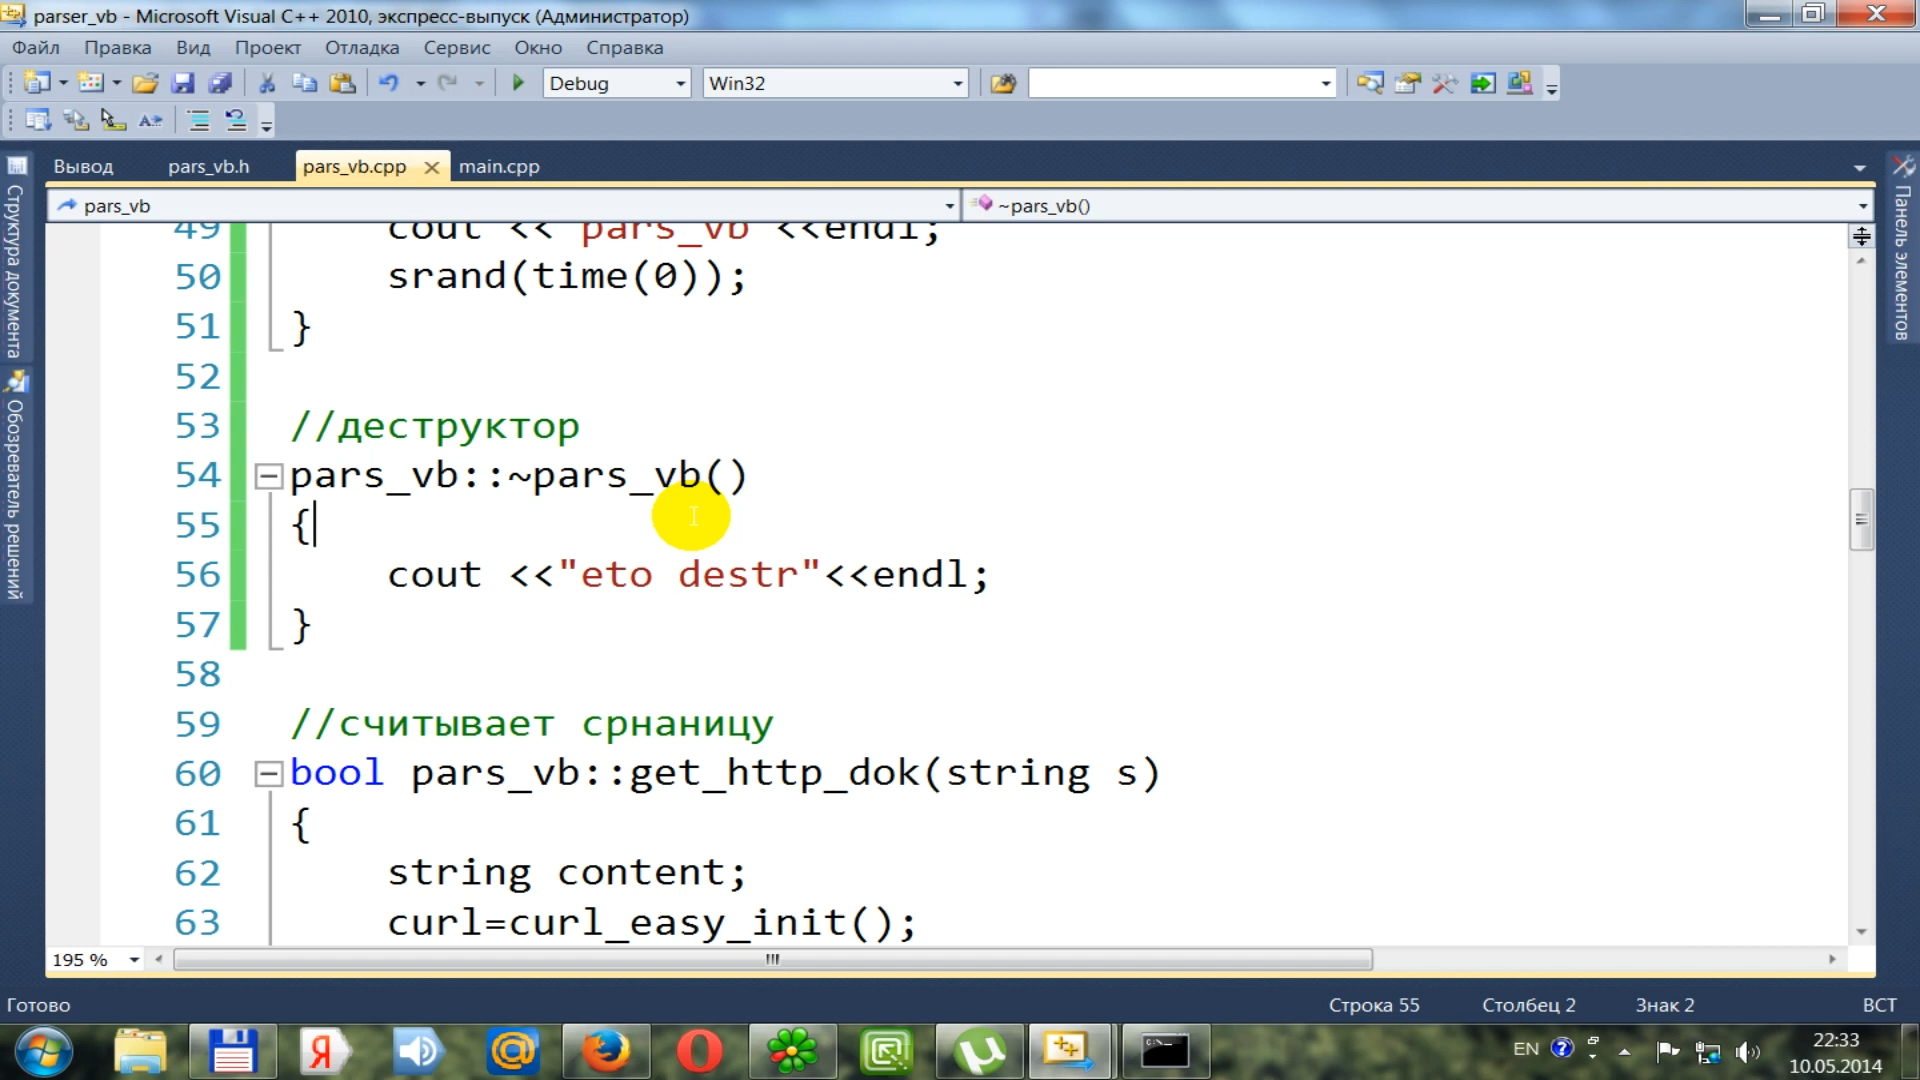 parser_vb - Microsoft Visual C++ 2010, экспресс-выпуск (Администратор)
Файл Правка Вид Проект Отладка Сервис Окно Справка
Debug Win32
Вывод pars_vb.h pars_vb.cpp main.cpp
pars_vb ~pars_vb()
Структура документа
Обозреватель решений
Панель элементов
49 cout << pars_vb <<endl;
50 srand(time(0));
51 }
52
53 //деструктор
54 pars_vb::~pars_vb()
55 {
56 cout <<"eto destr"<<endl;
57 }
58
59 //считывает срнаницу
60 bool pars_vb::get_http_dok(string s)
61 {
62 string content;
63 curl=curl_easy_init();
195 %
Готово Строка 55 Столбец 2 Знак 2 ВСТ
EN 22:33
10.05.2014